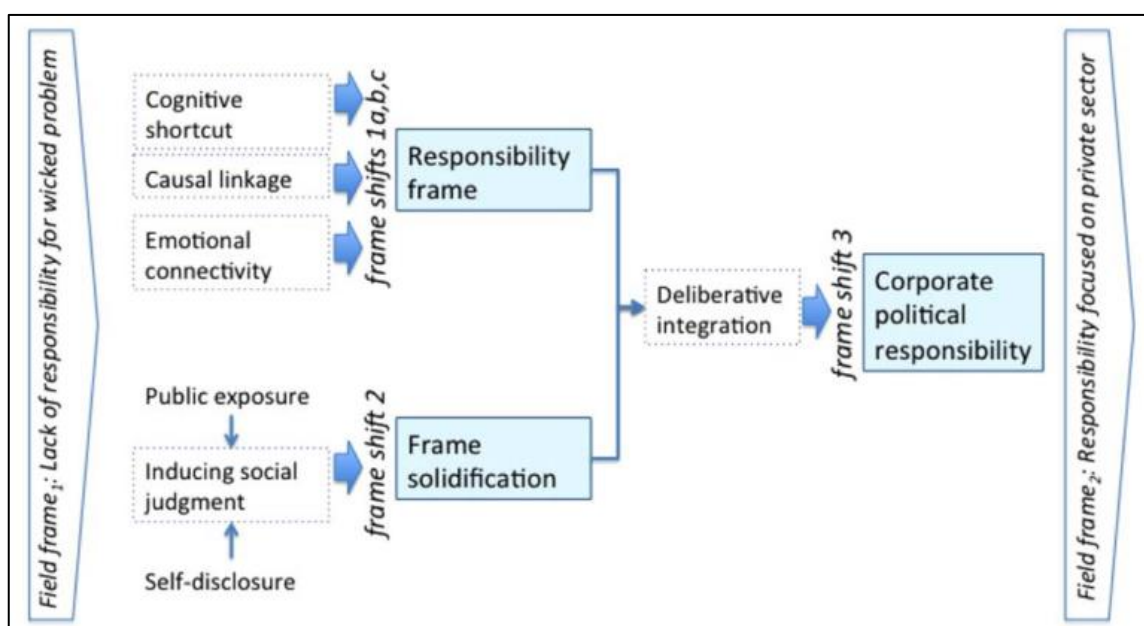 Field frame₁: Lack of responsibility for wicked problem
Cognitive
shortcut
Causal linkage
Emotional
connectivity
frame shifts 1a,b,c
Responsibility
frame
Public exposure
Inducing social
judgment
Self-disclosure
frame shift 2
Frame
solidification
Deliberative
integration
frame shift 3
Corporate
political
responsibility
Field frame₂: Responsibility focused on private sector